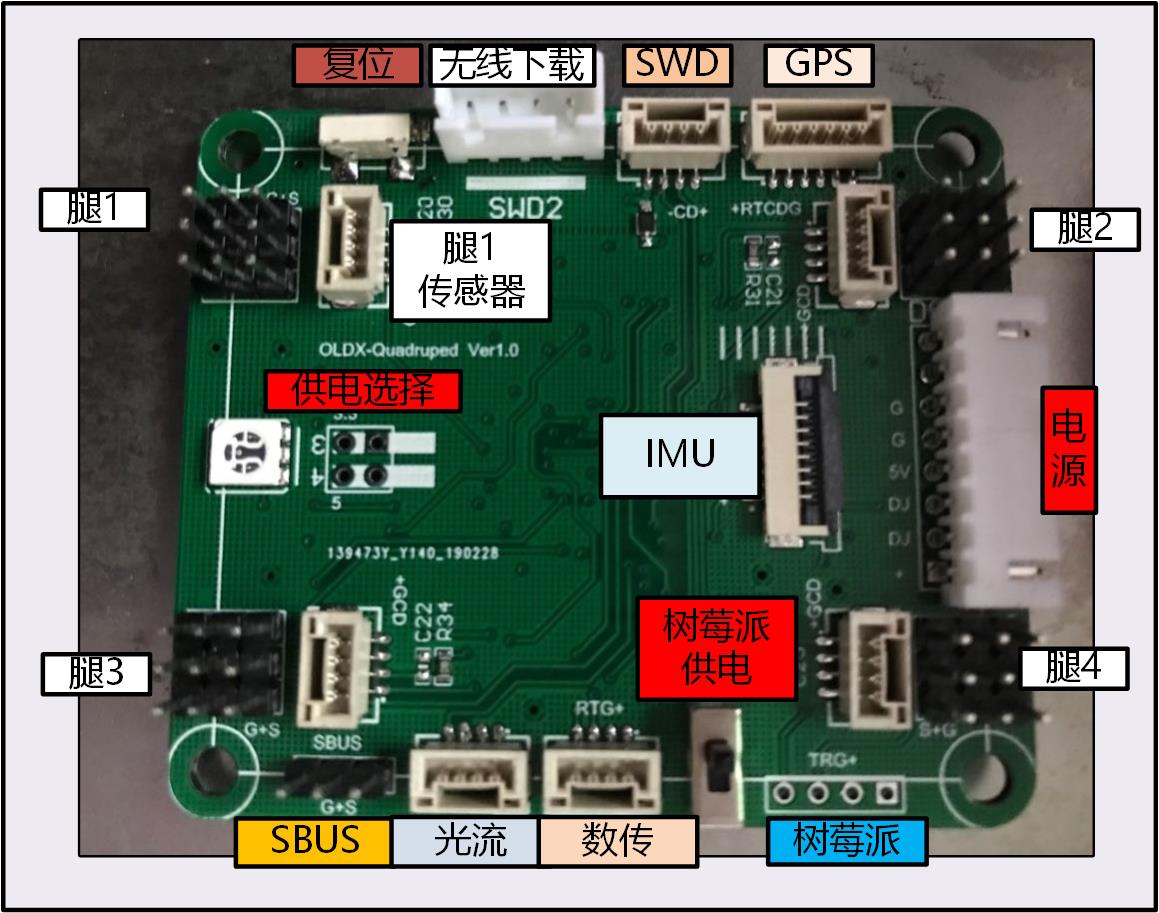 复位
无线下载
SWD
GPS
腿1
G+S
SWD2
-CD+
+RTCDG
腿2
腿1
传感器
R31
C21
+GCD
OLDX-Quadruped Ver1.0
供电选择
3.3
3
4
5
IMU
G
G
5V
DJ
DJ
+
电
源
139473Y_Y140_190228
+GCD
C22
R34
+GCD
树莓派
供电
腿3
腿4
G+S
SBUS
RTG+
S+G
TRG+
G+S
SBUS
光流
数传
树莓派